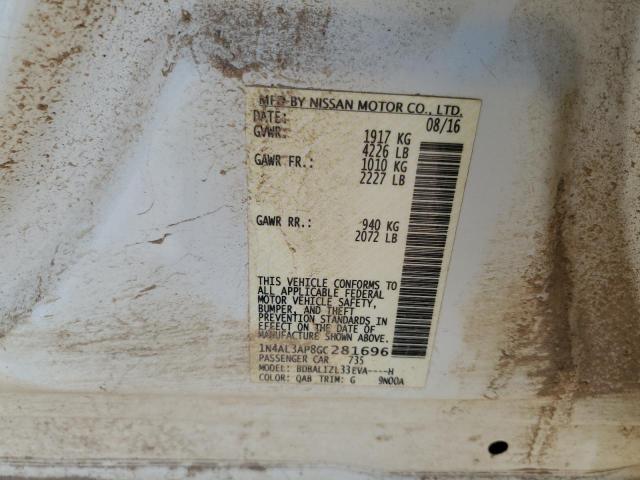 MFD BY NISSAN MOTOR CO., LTD.
DATE: 08/16
GVWR: 1917 KG
4226 LB
GAWR FR.: 1010 KG
2227 LB
GAWR RR.: 940 KG
2072 LB
THIS VEHICLE CONFORMS TO
ALL APPLICABLE FEDERAL
MOTOR VEHICLE SAFETY,
BUMPER, AND THEFT
PREVENTION STANDARDS IN
EFFECT ON THE DATE OF
MANUFACTURE SHOWN ABOVE.
1N4AL3AP8GC281696
PASSENGER CAR 735
MODEL: BDBALIZL33EVA----H
COLOR: QAB TRIM: G 9NOOA